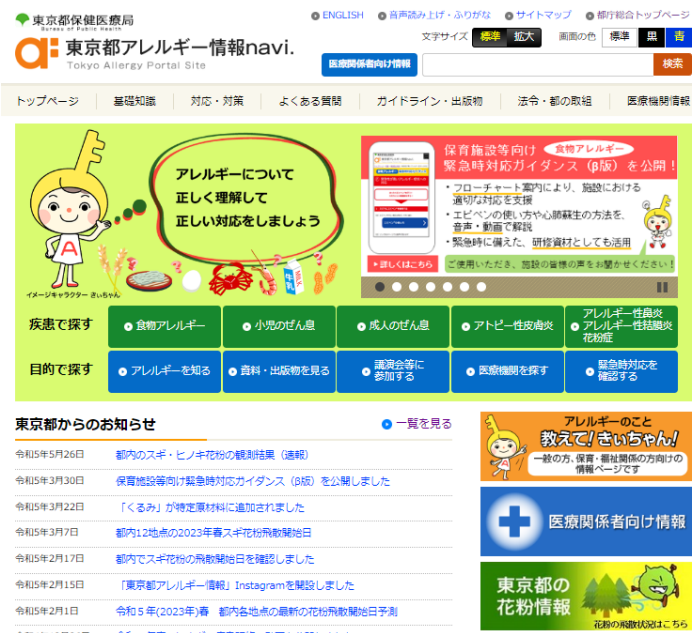 東京都保健医療局
Bureau of Public Health
東京都アレルギー情報navi.
Tokyo Allergy Portal Site
ENGLISH
音声読み上げ・ふりがな
サイトマップ
都庁総合トップページ
文字サイズ 標準 拡大 画面の色 標準 黒 青
医療関係者向け情報
検索
トップページ 基礎知識 対応・対策 よくある質問 ガイドライン・出版物 法令・都の取組 医療機関情報
アレルギーについて
正しく理解して
正しい対応をしましょう
A
牛乳
MILK
イメージキャラクター きぃちゃん
保育施設等向け 食物アレルギー
緊急時対応ガイダンス（β版）を公開！
・フローチャート案内により、施設における
適切な対応を支援
・エピペンの使い方や心肺蘇生の方法を、
音声・動画で解説
・緊急時に備えた、研修資材としても活用
詳しくはこちら
ご使用いただき、施設の皆様の声をお聞かせください！
疾患で探す
食物アレルギー
小児のぜん息
成人のぜん息
アトピー性皮膚炎
アレルギー性鼻炎
アレルギー性結膜炎
花粉症
目的で探す
アレルギーを知る
資料・出版物を見る
講演会等に
参加する
医療機関を探す
緊急時対応を
確認する
東京都からのお知らせ
一覧を見る
令和5年5月26日 都内のスギ・ヒノキ花粉の観測結果（速報）
令和5年3月30日 保育施設等向け緊急時対応ガイダンス（β版）を公開しました
令和5年3月22日 「くるみ」が特定原材料に追加されました
令和5年3月7日 都内12地点の2023年春スギ花粉飛散開始日
令和5年2月17日 都内でスギ花粉の飛散開始日を確認しました
令和5年2月15日 「東京都アレルギー情報」Instagramを開設しました
令和5年2月1日 令和５年(2023年)春 都内各地点の最新の花粉飛散開始日予測
アレルギーのこと
教えて！きぃちゃん！
一般の方、保育・福祉関係の方向けの
情報ページです
医療関係者向け情報
東京都の
花粉情報
花粉の飛散状況はこちら